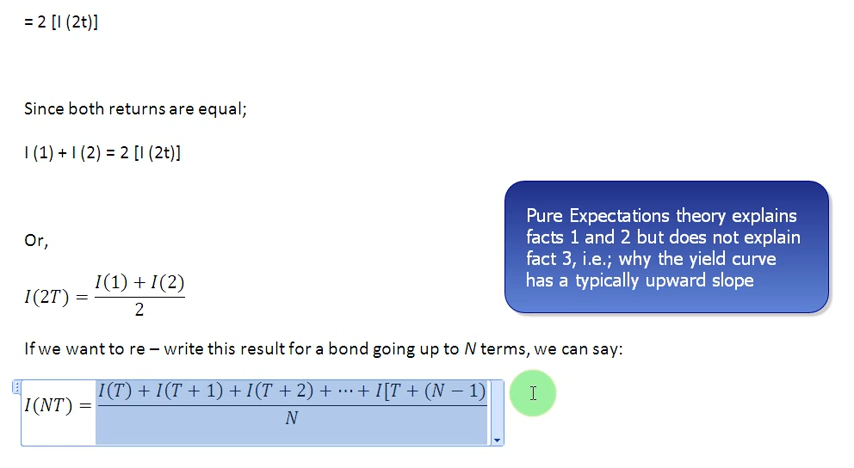 = 2 [I (2t)]
Since both returns are equal;
I (1) + I (2) = 2 [I (2t)]
Or,
I(2T) = \frac{I(1) + I(2)}{2}
Pure Expectations theory explains
facts 1 and 2 but does not explain
fact 3, i.e.; why the yield curve
has a typically upward slope
If we want to re – write this result for a bond going up to N terms, we can say:
I(NT) = \frac{I(T) + I(T + 1) + I(T + 2) + ⋯ + I[T + (N − 1)}{N}